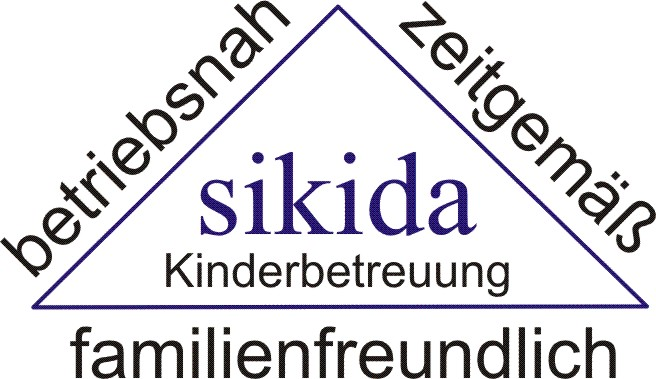 betriebsnah
zeitgemäß
sikida
Kinderbetreuung
familienfreundlich